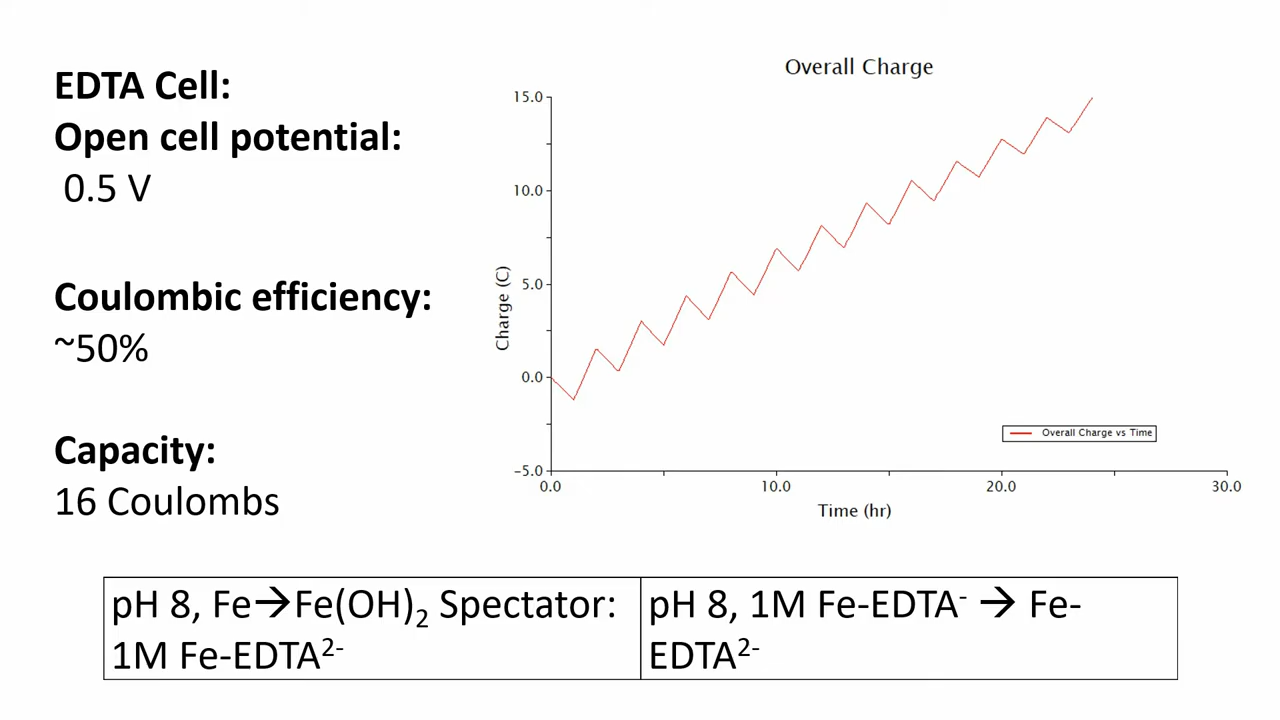 EDTA Cell:
Open cell potential:
0.5 V
Coulombic efficiency:
~50%
Capacity:
16 Coulombs
Overall Charge
15.0
10.0
5.0
0.0
−5.0
Charge (C)
0.0
10.0
20.0
30.0
Time (hr)
Overall Charge vs Time
pH 8, Fe→Fe(OH)₂ Spectator:
1M Fe-EDTA²⁻
pH 8, 1M Fe-EDTA⁻ → Fe-
EDTA²⁻